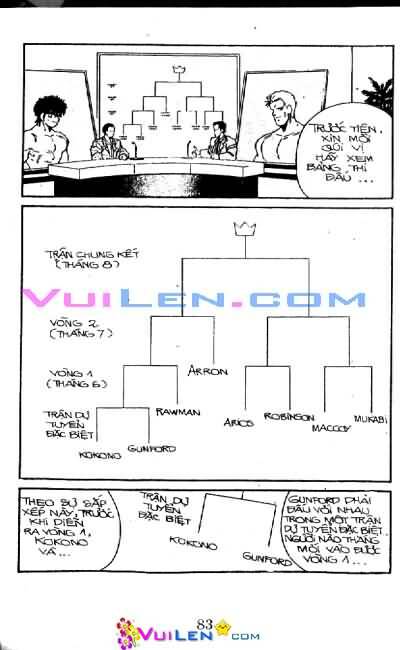 TRƯỚC TIÊN,
XIN MỜI
QUÍ VỊ
HÃY XEM
BẢNG THI
ĐẤU...
TRẬN CHUNG KẾT
(THÁNG 8)
VUILEN.COM
VÒNG 2
(THÁNG 7)
ARRON
VÒNG 1
(THÁNG 6)
RAWMAN
ARIOS
ROBINSON
MACCOY
MUKABI
TRẬN DỰ
TUYỂN
ĐẶC BIỆT
KOKONO
GUNFORD
THEO SỰ SẮP
XẾP NÀY, TRƯỚC
KHI DIỄN
RA VÒNG 1,
KOKONO
VÀ...
TRẬN DỰ
TUYỂN
ĐẶC BIỆT
KOKONO
GUNFORD
GUNFORD PHẢI
ĐẤU VỚI NHAU
TRONG MỘT TRẬN
DỰ TUYỂN ĐẶC BIỆT.
NGƯỜI NÀO THẮNG
MỚI VÀO ĐƯỢC
VÒNG 1...
83
VUILEN.COM